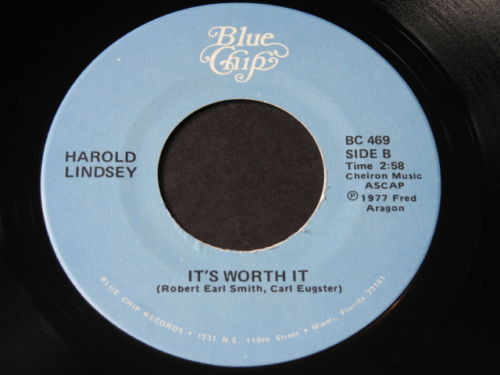 Blue
Chip
HAROLD
LINDSEY
BC 469
SIDE B
Time 2:58
Cheiron Music
ASCAP
Ⓟ 1977 Fred
Aragon
IT'S WORTH IT
(Robert Earl Smith, Carl Eugster)
BLUE CHIP RECORDS • 1331 N.E. 119th Street • Miami, Florida 33161